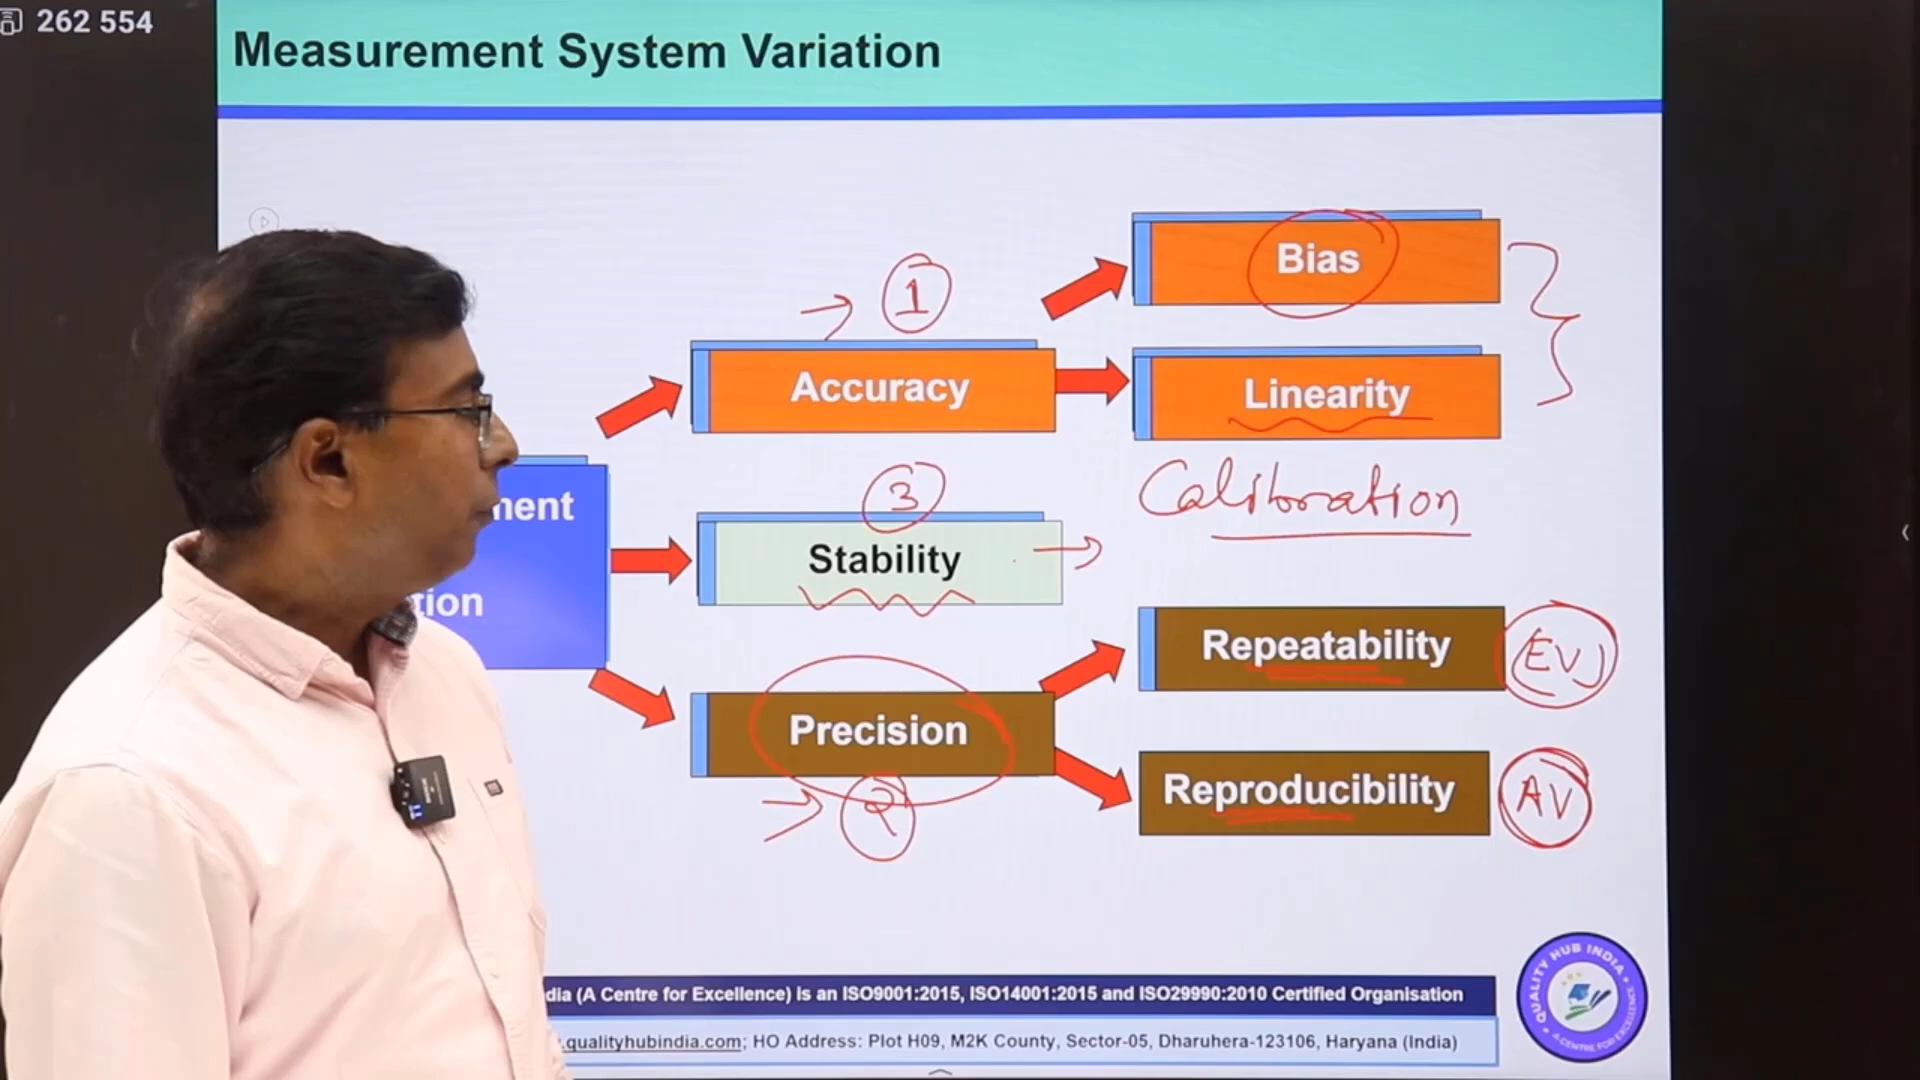 262 554
Measurement System Variation
1
Bias
Accuracy
Linearity
3
Calibration
ment
Stability
tion
Repeatability
EV
Precision
2
Reproducibility
AV
dia (A Centre for Excellence) is an ISO9001:2015, ISO14001:2015 and ISO29990:2010 Certified Organisation
.qualityhubindia.com; HO Address: Plot H09, M2K County, Sector-05, Dharuhera-123106, Haryana (India)
QUALITY HUB INDIA
A CENTRE FOR EXCELLENCE